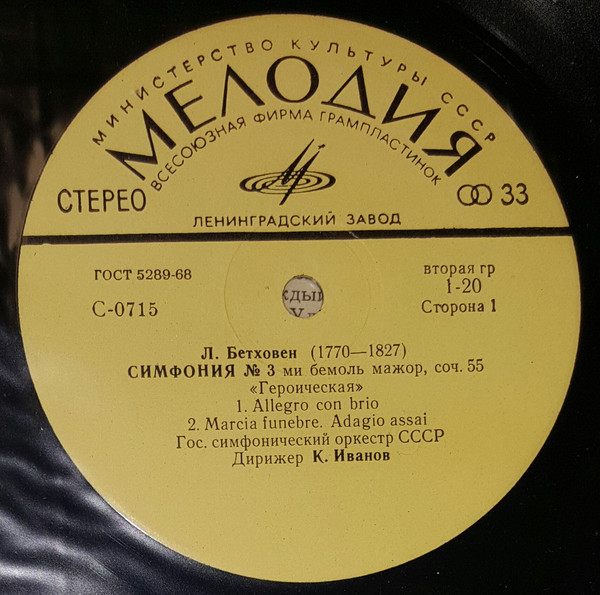 МИНИСТЕРСТВО КУЛЬТУРЫ СССР
МЕЛОДИЯ
ВСЕСОЮЗНАЯ ФИРМА ГРАМПЛАСТИНОК
СТЕРЕО
33
ЛЕНИНГРАДСКИЙ ЗАВОД
ГОСТ 5289-68
вторая гр
С-0715
1-20
Сторона 1
Л. Бетховен (1770—1827)
СИМФОНИЯ № 3 ми бемоль мажор, соч. 55
«Героическая»
1. Allegro con brio
2. Marcia funebre. Adagio assai
Гос. симфонический оркестр СССР
Дирижер К. Иванов